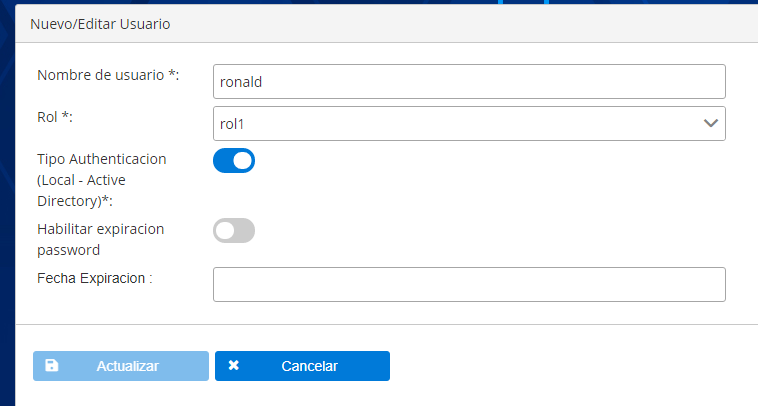 Nuevo/Editar Usuario
Nombre de usuario *:
ronald
Rol *:
rol1
Tipo Authenticacion
(Local - Active
Directory)*:
Habilitar expiracion
password
Fecha Expiracion :
Actualizar
Cancelar